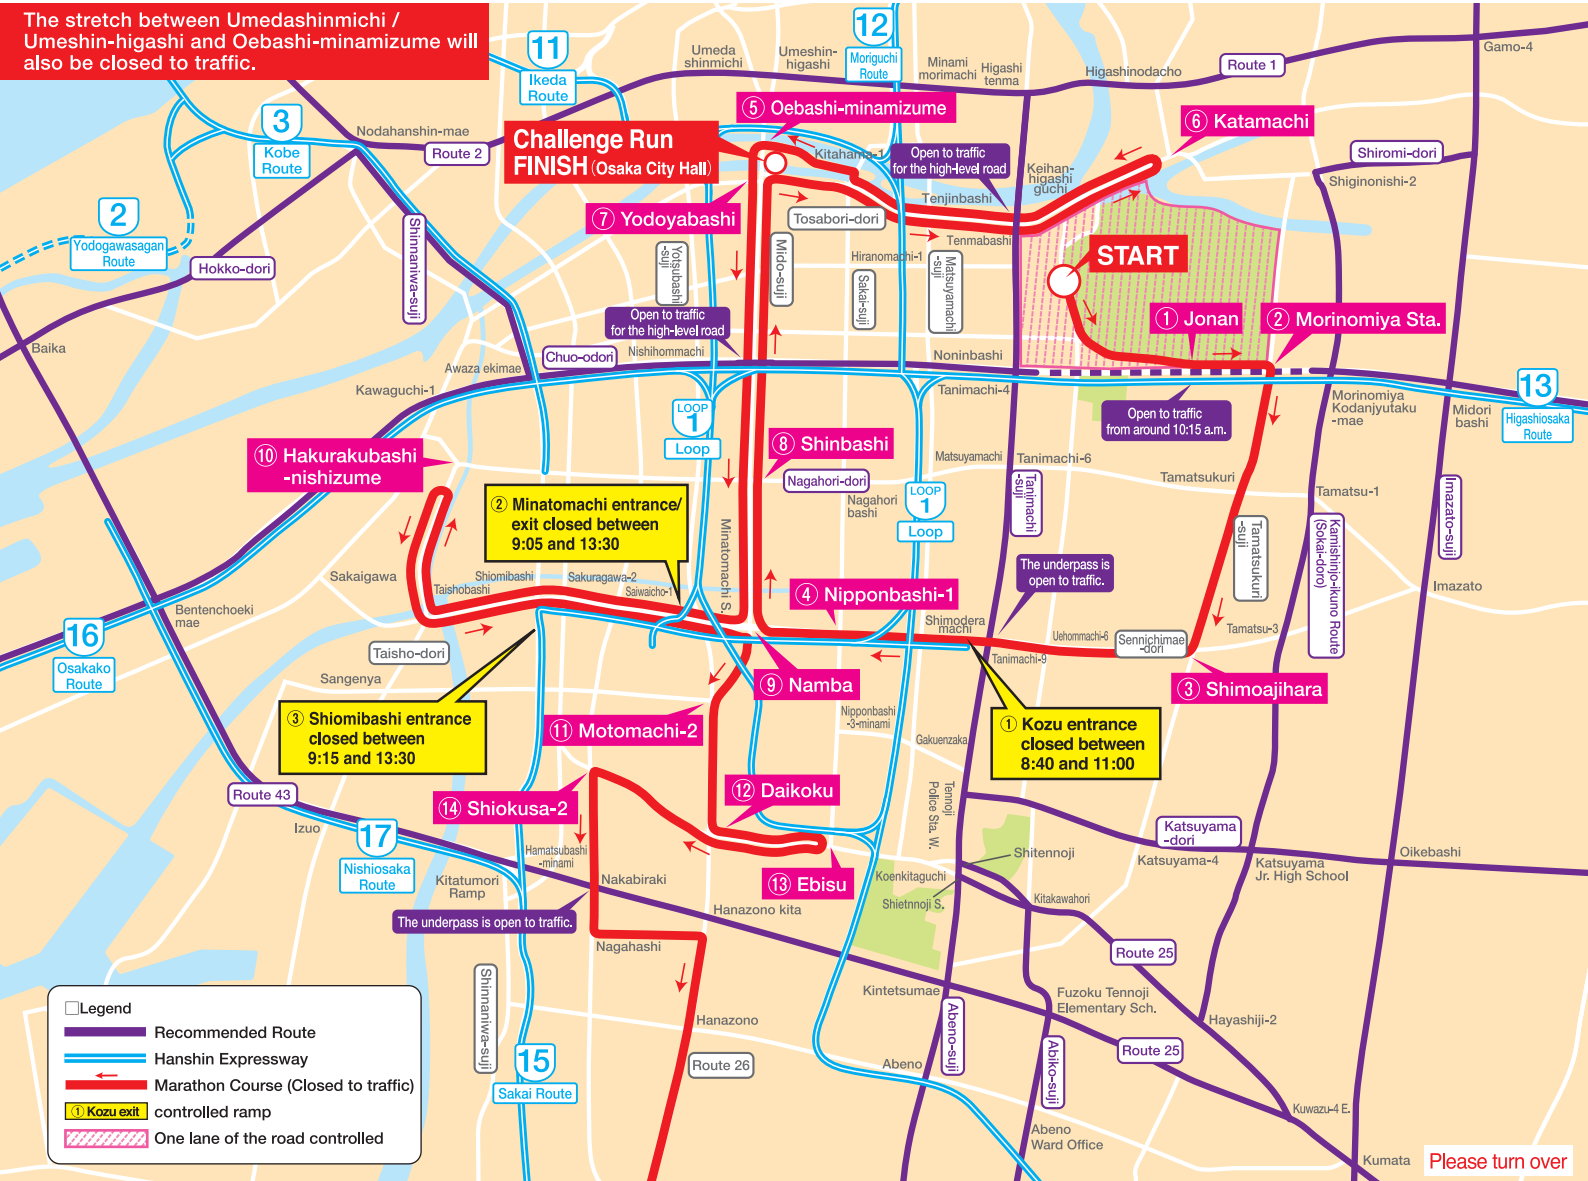 The stretch between Umedashinmichi /
Umeshin-higashi and Oebashi-minamizume will
also be closed to traffic.
11
Ikeda
Route
12
Moriguchi
Route
Umeda
shinmichi
Umeshin-
higashi
Minami
morimachi
Higashi
tenma
Higashinodacho
Route 1
Gamo-4
3
Kobe
Route
Nodahanshin-mae
Route 2
⑤ Oebashi-minamizume
⑥ Katamachi
Challenge Run
FINISH (Osaka City Hall)
Kitahama-1
Open to traffic
for the high-level road
Keihan-
higashi
guchi
Shiromi-dori
Shiginonishi-2
2
Yodogawasagan
Route
Shinnaniwa-suji
⑦ Yodoyabashi
Tosabori-dori
Tenjinbashi
Tenmabashi
START
Hokko-dori
Yotsubashi
-suji
Mido-suji
Hiranomachi-1
Sakai-suji
Matsuyamachi
-suji
Open to traffic
for the high-level road
① Jonan
② Morinomiya Sta.
Baika
Chuo-odori
Nishihommachi
Noninbashi
Awaza ekimae
Kawaguchi-1
Tanimachi-4
Morinomiya
Kodanjyutaku
-mae
Midori
bashi
13
Higashiosaka
Route
LOOP
1
Loop
Open to traffic
from around 10:15 a.m.
⑩ Hakurakubashi
-nishizume
⑧ Shinbashi
Matsuyamachi
Tanimachi-6
Tamatsukuri
Nagahori-dori
Nagahori
bashi
LOOP
1
Loop
Tanimachi
-suji
Tamatsu-1
Imazato-suji
② Minatomachi entrance/
exit closed between
9:05 and 13:30
Minatomachi S.
Tamatsukuri
-suji
Kamishinjo-ikuno Route
(Sokai-doro)
Sakaigawa
Taishobashi
Shiomibashi
Sakuragawa-2
Saiwaicho-1
The underpass is
open to traffic.
Imazato
④ Nipponbashi-1
Bentenchoeki
mae
Shimodera
machi
Uehommachi-6
Sennichimae
-dori
Tamatsu-3
16
Osakako
Route
Taisho-dori
Tanimachi-9
Sangenya
⑨ Namba
③ Shimoajihara
③ Shiomibashi entrance
closed between
9:15 and 13:30
⑪ Motomachi-2
Nipponbashi
-3-minami
① Kozu entrance
closed between
8:40 and 11:00
Gakuenzaka
Route 43
⑭ Shiokusa-2
⑫ Daikoku
Tennoji
Police Sta. W.
Izuo
17
Nishiosaka
Route
Katsuyama
-dori
Hamatsubashi
-minami
Shitennoji
Katsuyama-4
Katsuyama
Jr. High School
Oikebashi
Kitatumori
Ramp
Nakabiraki
⑬ Ebisu
Koenkitaguchi
Shietnnoji S.
Kitakawahori
The underpass is open to traffic.
Hanazono kita
Nagahashi
Route 25
Shinnaniwa-suji
Kintetsumae
Fuzoku Tennoji
Elementary Sch.
Abeno-suji
Hayashiji-2
Hanazono
Route 25
Abiko-suji
15
Sakai Route
Route 26
Abeno
Kuwazu-4 E.
Abeno
Ward Office
Kumata
Legend
Recommended Route
Hanshin Expressway
Marathon Course (Closed to traffic)
① Kozu exit controlled ramp
One lane of the road controlled
Please turn over